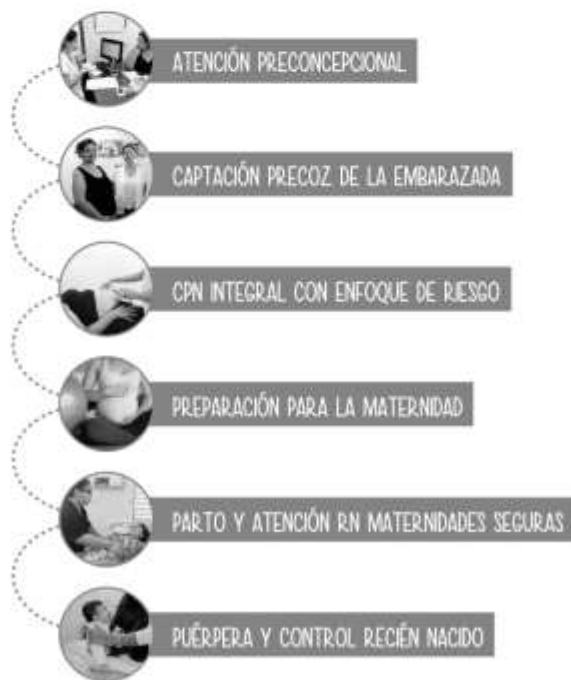 ATENCIÓN PRECONCEPCIONAL
CAPTACIÓN PRECOZ DE LA EMBARAZADA
CPN INTEGRAL CON ENFOQUE DE RIESGO
PREPARACIÓN PARA LA MATERNIDAD
PARTO Y ATENCIÓN RN MATERNIDADES SEGURAS
PUÉRPERA Y CONTROL RECIÉN NACIDO